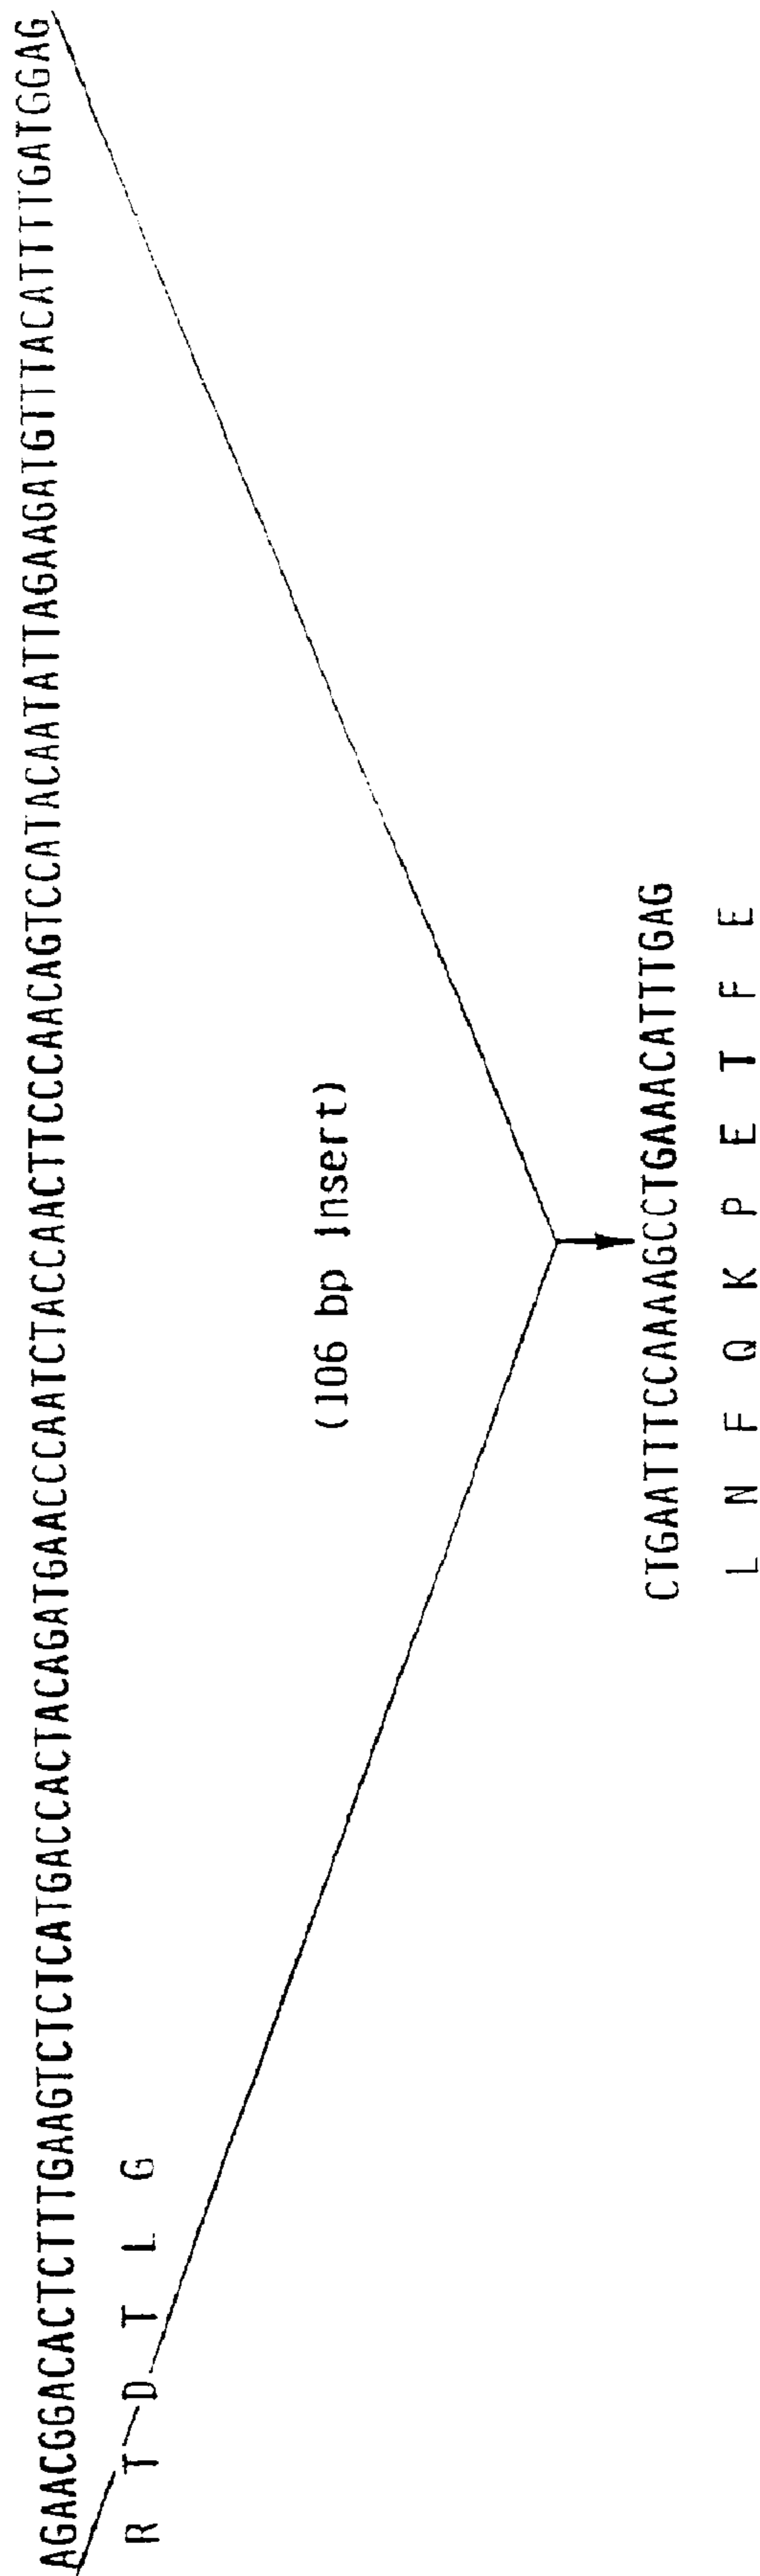 AGAACGGACACTCTTTGAAGTCTCTCATGACCACTACAGATGAACCCAATCTACCAACTTCCCAACAGTCCATACAATATTAGAAGATGTTTACATTTTGATGGAG
R T D T L G
(106 bp Insert)
CTGAATTTCCAAAAGCCTGAAACATTTGAG
L N F Q K P E T F E